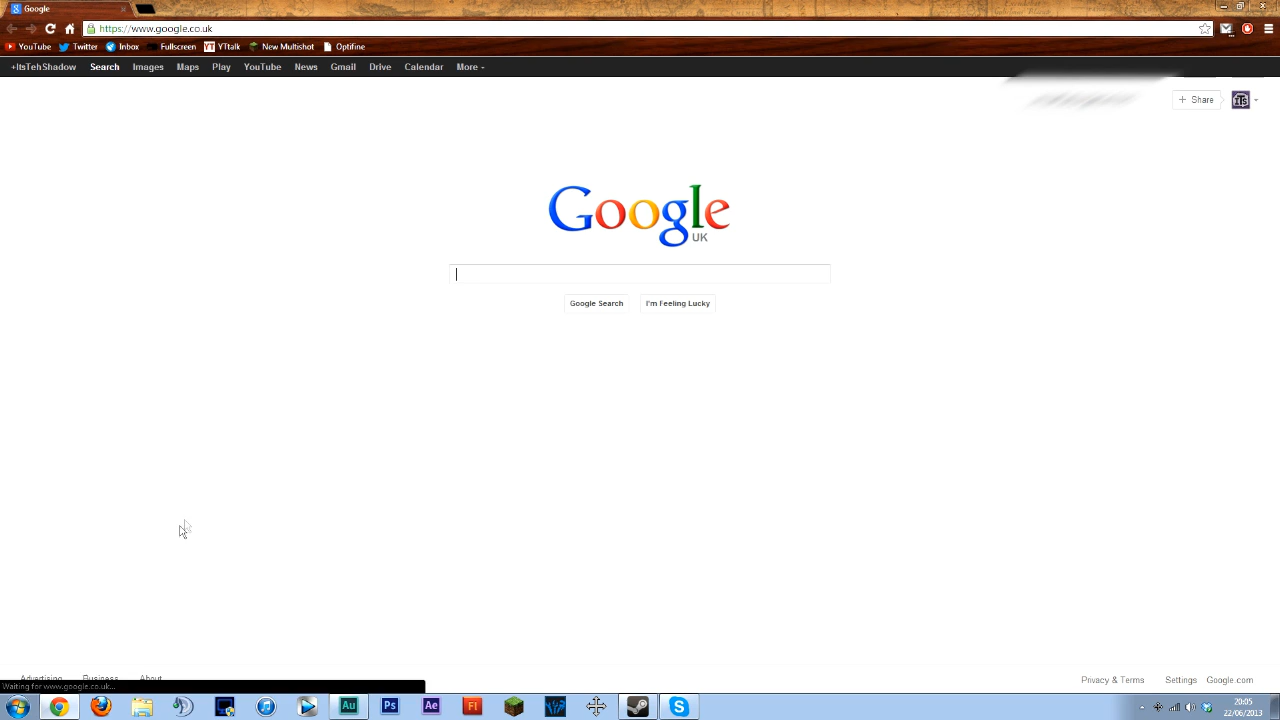 Google
https://www.google.co.uk
YouTube Twitter Inbox Fullscreen YTtalk New Multishot Optifine
+ItsTehShadow Search Images Maps Play YouTube News Gmail Drive Calendar More
+ Share
Google
UK
Google Search I'm Feeling Lucky
Advertising Business About Privacy & Terms Settings Google.com
Waiting for www.google.co.uk...
Au Ps Ae Fl
20:05
22/06/2013